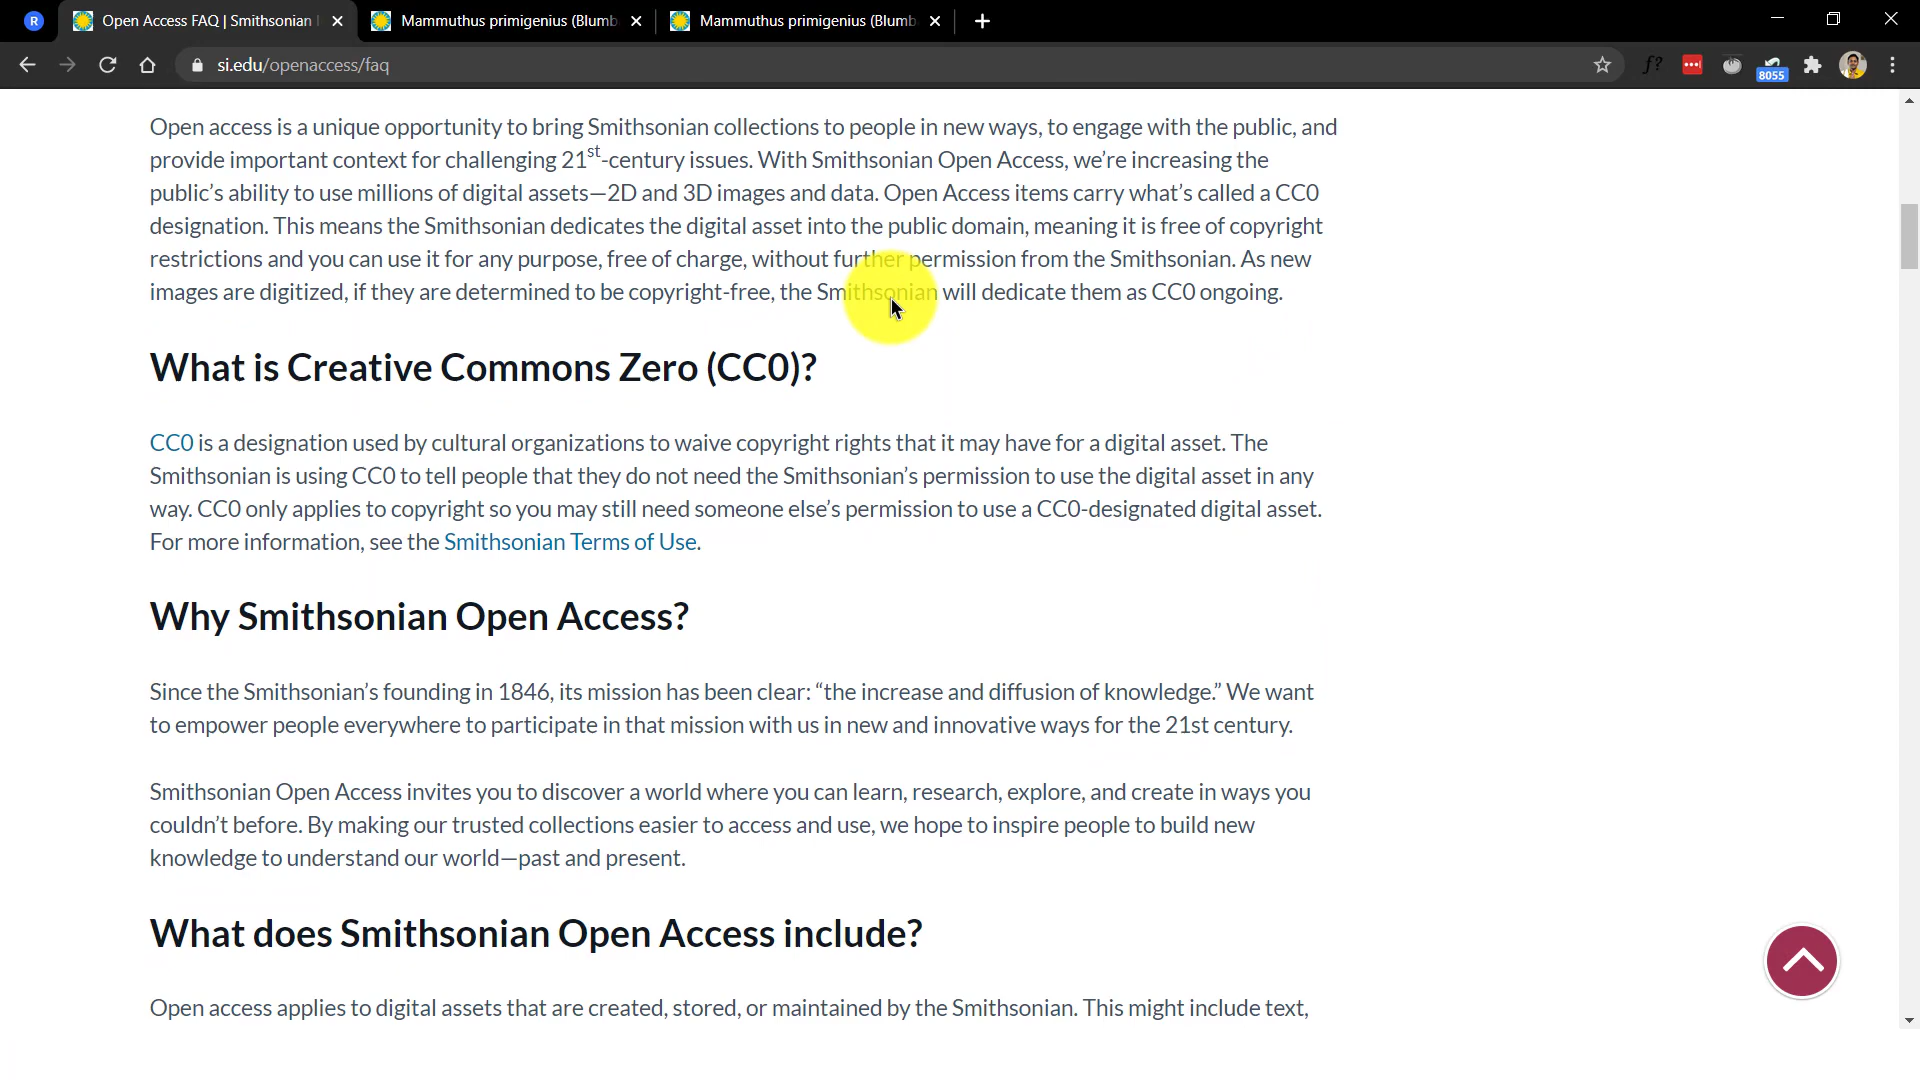 R
Open Access FAQ | Smithsonian
Mammuthus primigenius (Blumb
Mammuthus primigenius (Blumb
si.edu/openaccess/faq
f?
8055
Open access is a unique opportunity to bring Smithsonian collections to people in new ways, to engage with the public, and
provide important context for challenging 21st-century issues. With Smithsonian Open Access, we’re increasing the
public’s ability to use millions of digital assets—2D and 3D images and data. Open Access items carry what’s called a CC0
designation. This means the Smithsonian dedicates the digital asset into the public domain, meaning it is free of copyright
restrictions and you can use it for any purpose, free of charge, without further permission from the Smithsonian. As new
images are digitized, if they are determined to be copyright-free, the Smithsonian will dedicate them as CC0 ongoing.
What is Creative Commons Zero (CC0)?
CC0 is a designation used by cultural organizations to waive copyright rights that it may have for a digital asset. The
Smithsonian is using CC0 to tell people that they do not need the Smithsonian’s permission to use the digital asset in any
way. CC0 only applies to copyright so you may still need someone else’s permission to use a CC0-designated digital asset.
For more information, see the Smithsonian Terms of Use.
Why Smithsonian Open Access?
Since the Smithsonian’s founding in 1846, its mission has been clear: “the increase and diffusion of knowledge.” We want
to empower people everywhere to participate in that mission with us in new and innovative ways for the 21st century.
Smithsonian Open Access invites you to discover a world where you can learn, research, explore, and create in ways you
couldn’t before. By making our trusted collections easier to access and use, we hope to inspire people to build new
knowledge to understand our world—past and present.
What does Smithsonian Open Access include?
Open access applies to digital assets that are created, stored, or maintained by the Smithsonian. This might include text,